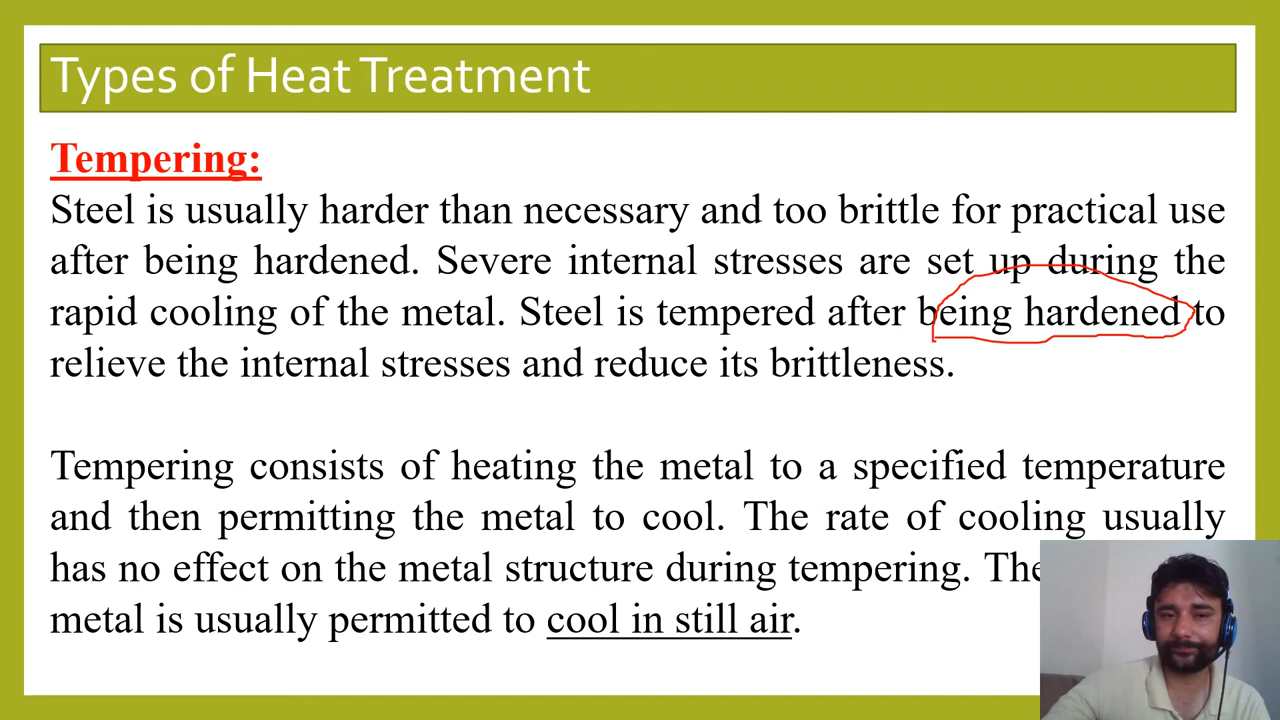 Types of Heat Treatment
Tempering:
Steel is usually harder than necessary and too brittle for practical use
after being hardened. Severe internal stresses are set up during the
rapid cooling of the metal. Steel is tempered after being hardened to
relieve the internal stresses and reduce its brittleness.
Tempering consists of heating the metal to a specified temperature
and then permitting the metal to cool. The rate of cooling usually
has no effect on the metal structure during tempering.
metal is usually permitted to cool in still air.